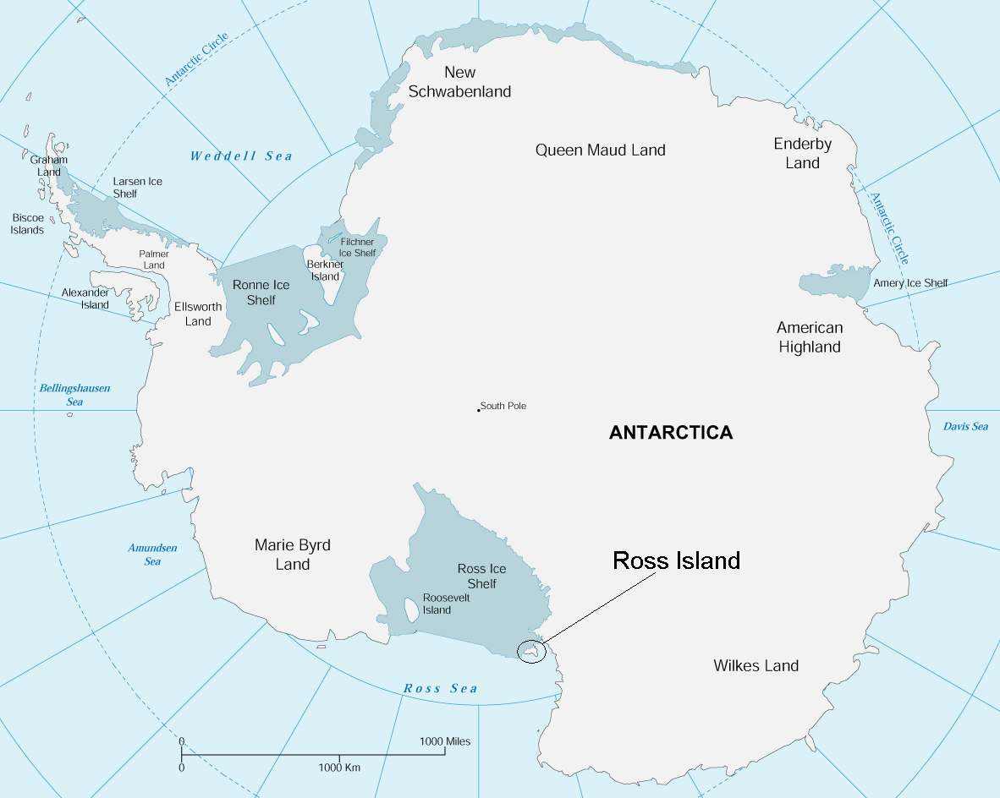 Antarctic Circle
New
Schwabenland
Queen Maud Land
Enderby
Land
Weddell Sea
Graham
Land
Larsen Ice
Shelf
Biscoe
Islands
Antarctic Circle
Filchner
Ice Shelf
Palmer
Land
Berkner
Island
Ronne Ice
Shelf
Amery Ice Shelf
Alexander
Island
Ellsworth
Land
American
Highland
Bellingshausen
Sea
South Pole
ANTARCTICA
Davis Sea
Marie Byrd
Land
Amundsen
Sea
Ross Island
Ross Ice
Shelf
Roosevelt
Island
Wilkes Land
Ross Sea
0
1000 Miles
0
1000 Km